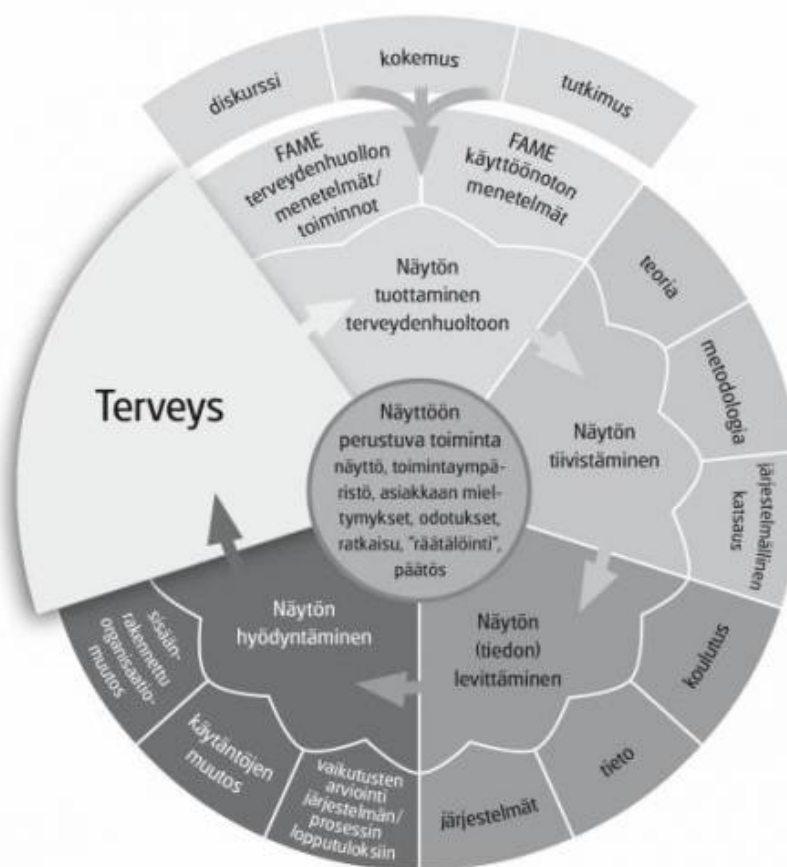 diskurssi
kokemus
tutkimus
FAME
terveydenhuollon
menetelmät/
toiminnot
FAME
käyttöönoton
menetelmät
Näytön
tuottaminen
terveydenhuoltoon
teoria
metodologia
järjestelmällinen
katsaus
Näytön
tiivistäminen
Terveys
Näyttöön
perustuva toiminta
näyttö, toimintaympä-
ristö, asiakkaan miel-
tymykset, odotukset,
ratkaisu, "räätälöinti",
päätös
Näytön
(tiedon)
levittäminen
koulutus
tieto
järjestelmät
Näytön
hyödyntäminen
vaikutusten
arviointi
järjestelmän/
prosessin
lopputuloksiin
käytäntöjen
muutos
sisään-
rakennettu
organisaatio-
muutos